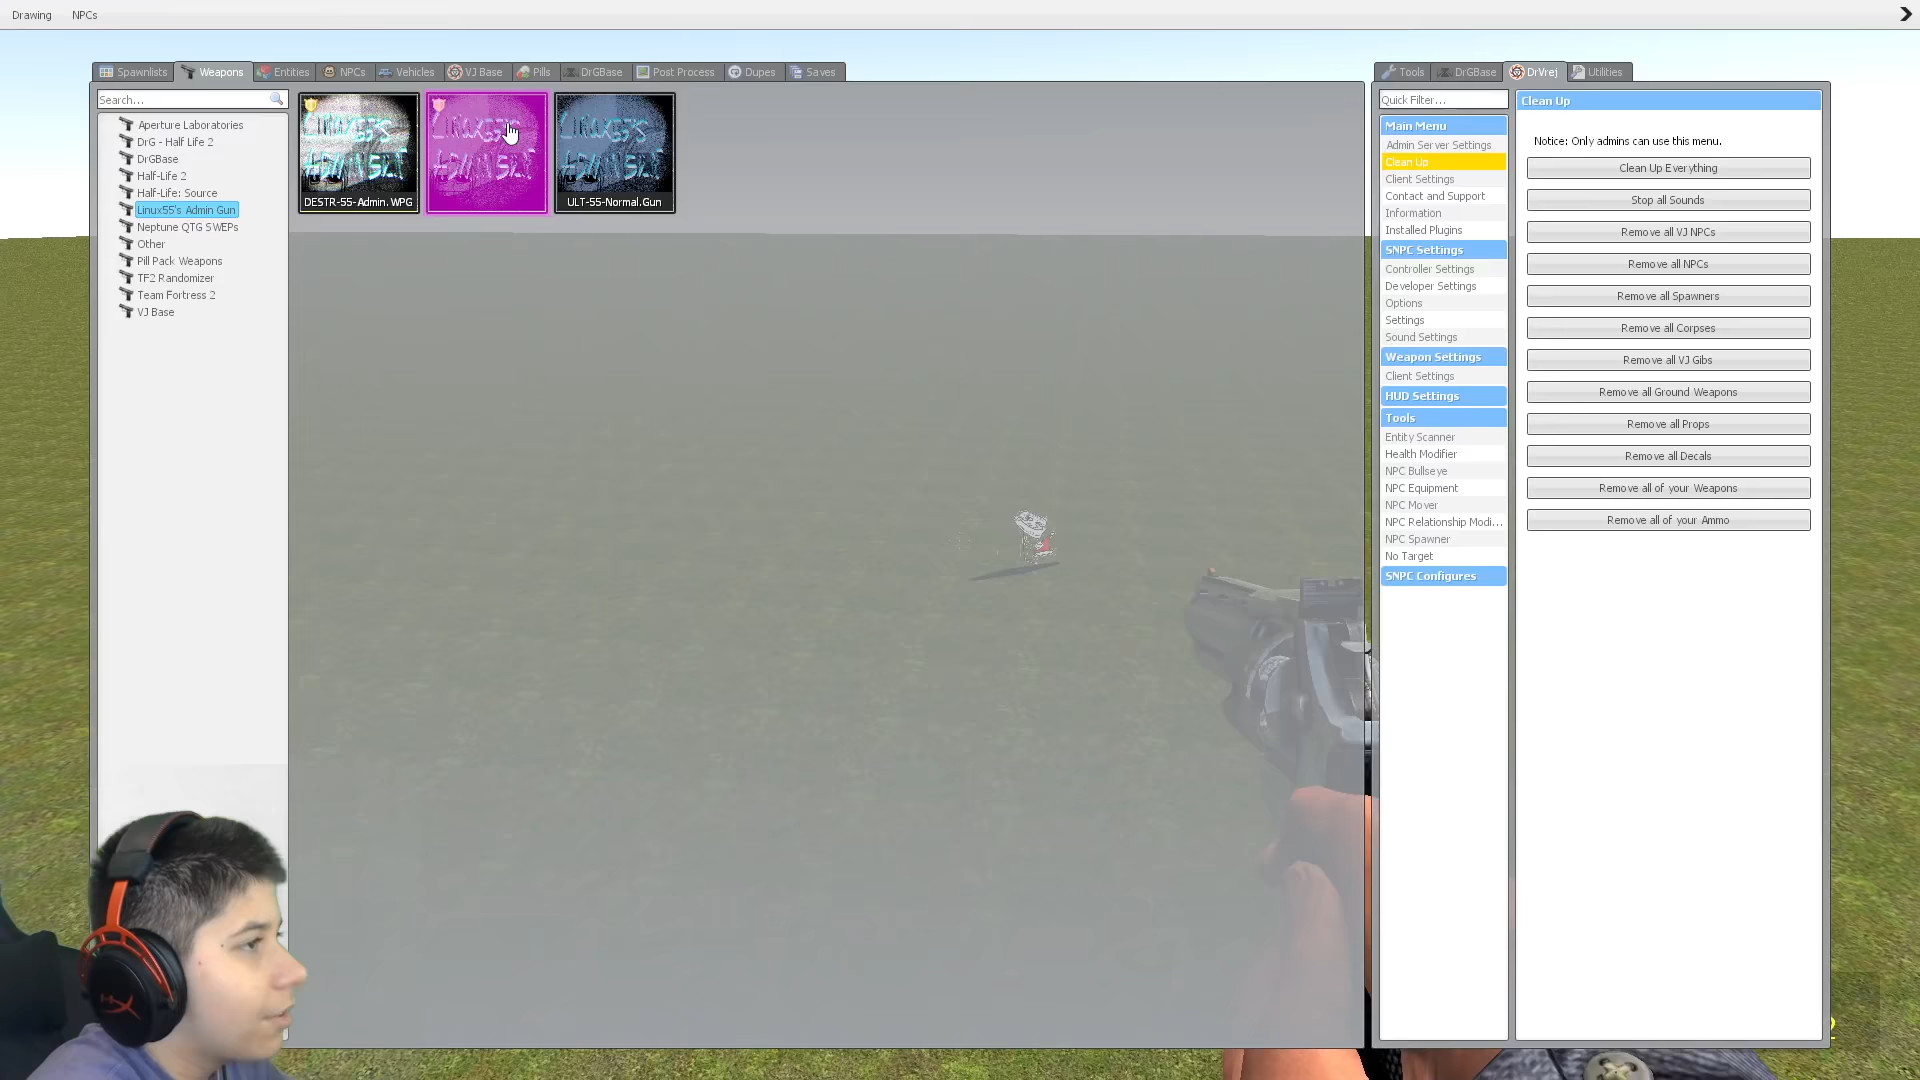 Drawing NPCs
Spawnlists Weapons Entities NPCs Vehicles VJ Base Pills DrGBase Post Process Dupes Saves
Search...
Aperture Laboratories
DrG - Half Life 2
DrGBase
Half-Life 2
Half-Life: Source
Linux55's Admin Gun
Neptune QTG SWEPs
Other
Pill Pack Weapons
TF2 Randomizer
Team Fortress 2
VJ Base
LINUX55'S
DESTR-55-Admin.WPG
LINUX55'S
LINUX55'S
ULT-55-Normal.Gun
Tools DrGBase DrVrej Utilities
Quick Filter...
Main Menu
Admin Server Settings
Clean Up
Client Settings
Contact and Support
Information
Installed Plugins
SNPC Settings
Controller Settings
Developer Settings
Options
Settings
Sound Settings
Weapon Settings
Client Settings
HUD Settings
Tools
Entity Scanner
Health Modifier
NPC Bullseye
NPC Equipment
NPC Mover
NPC Relationship Modi...
NPC Spawner
No Target
SNPC Configures
Clean Up
Notice: Only admins can use this menu.
Clean Up Everything
Stop all Sounds
Remove all VJ NPCs
Remove all NPCs
Remove all Spawners
Remove all Corpses
Remove all VJ Gibs
Remove all Ground Weapons
Remove all Props
Remove all Decals
Remove all of your Weapons
Remove all of your Ammo